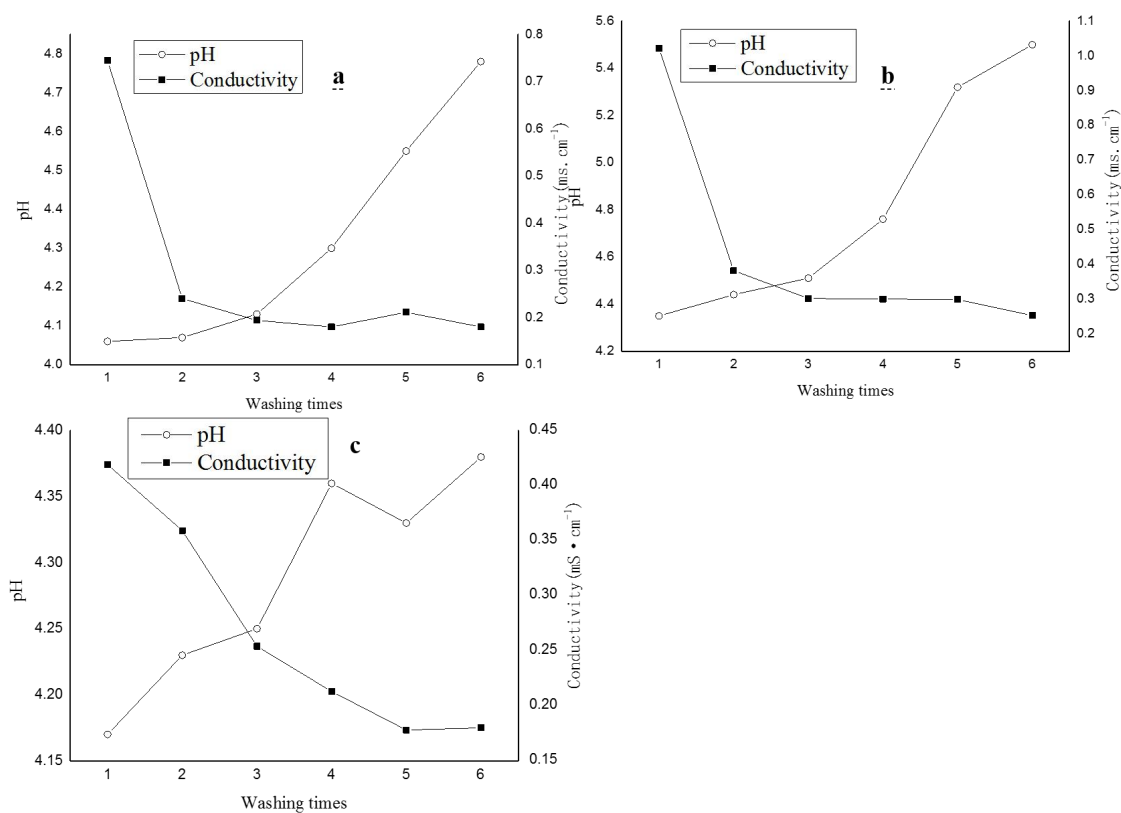 pH
Conductivity
a
4.8
4.7
4.6
4.5
4.4
4.3
4.2
4.1
4.0
pH
0.8
0.7
0.6
0.5
0.4
0.3
0.2
0.1
Conductivity(ms.cm⁻¹)
1 2 3 4 5 6
Washing times
pH
Conductivity
b
5.6
5.4
5.2
5.0
4.8
4.6
4.4
4.2
pH
1.1
1.0
0.9
0.8
0.7
0.6
0.5
0.4
0.3
0.2
Conductivity(ms.cm⁻¹)
1 2 3 4 5 6
Washing times
pH
Conductivity
c
4.40
4.35
4.30
4.25
4.20
4.15
pH
0.45
0.40
0.35
0.30
0.25
0.20
0.15
Conductivity(mS•cm⁻¹)
1 2 3 4 5 6
Washing times